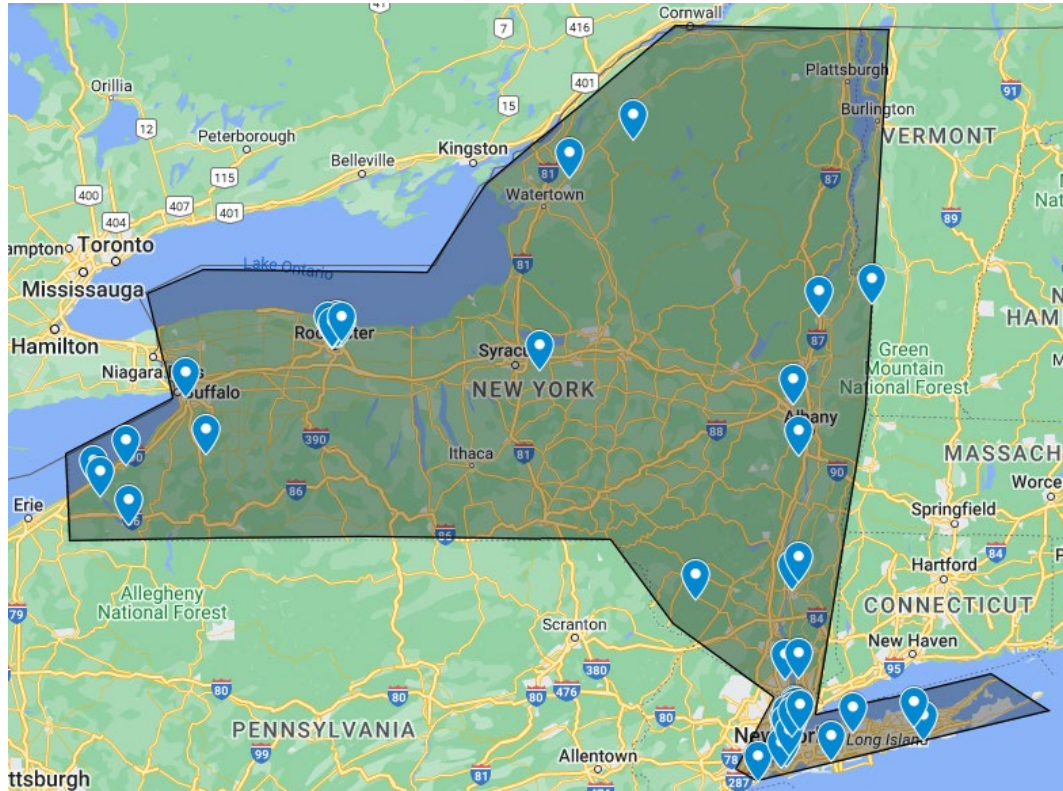 Cornwall
41
7
416
Orillia
401
Plattsburgh
91
15
12
Peterborough
Burlington
Belleville
Kingston
VERMONT
115
81
87
400
407
401
Watertown
89
404
Toronto
Lake Ontario
81
Mississauga
Hamilton
87
Syracu
Green
Mountain
National Forest
Niagara
Buffalo
NEW YORK
Albany
390
88
90
Ithaca
81
MASSACH
86
Worce
Erie
Springfield
86
84
Hartford
Allegheny
National Forest
79
CONNECTICUT
84
Scranton
New Haven
380
95
80
80
476
80
PENNSYLVANIA
80
Long Island
99
Allentown
78
ttsburgh
81
287